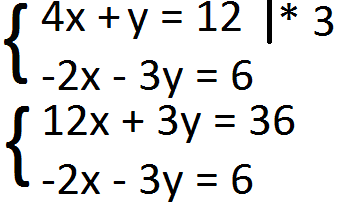 4x + y = 12 |* 3
-2x - 3y = 6
12x + 3y = 36
-2x - 3y = 6